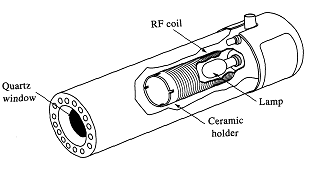 RF coil
Quartz
window
Lamp
Ceramic
holder